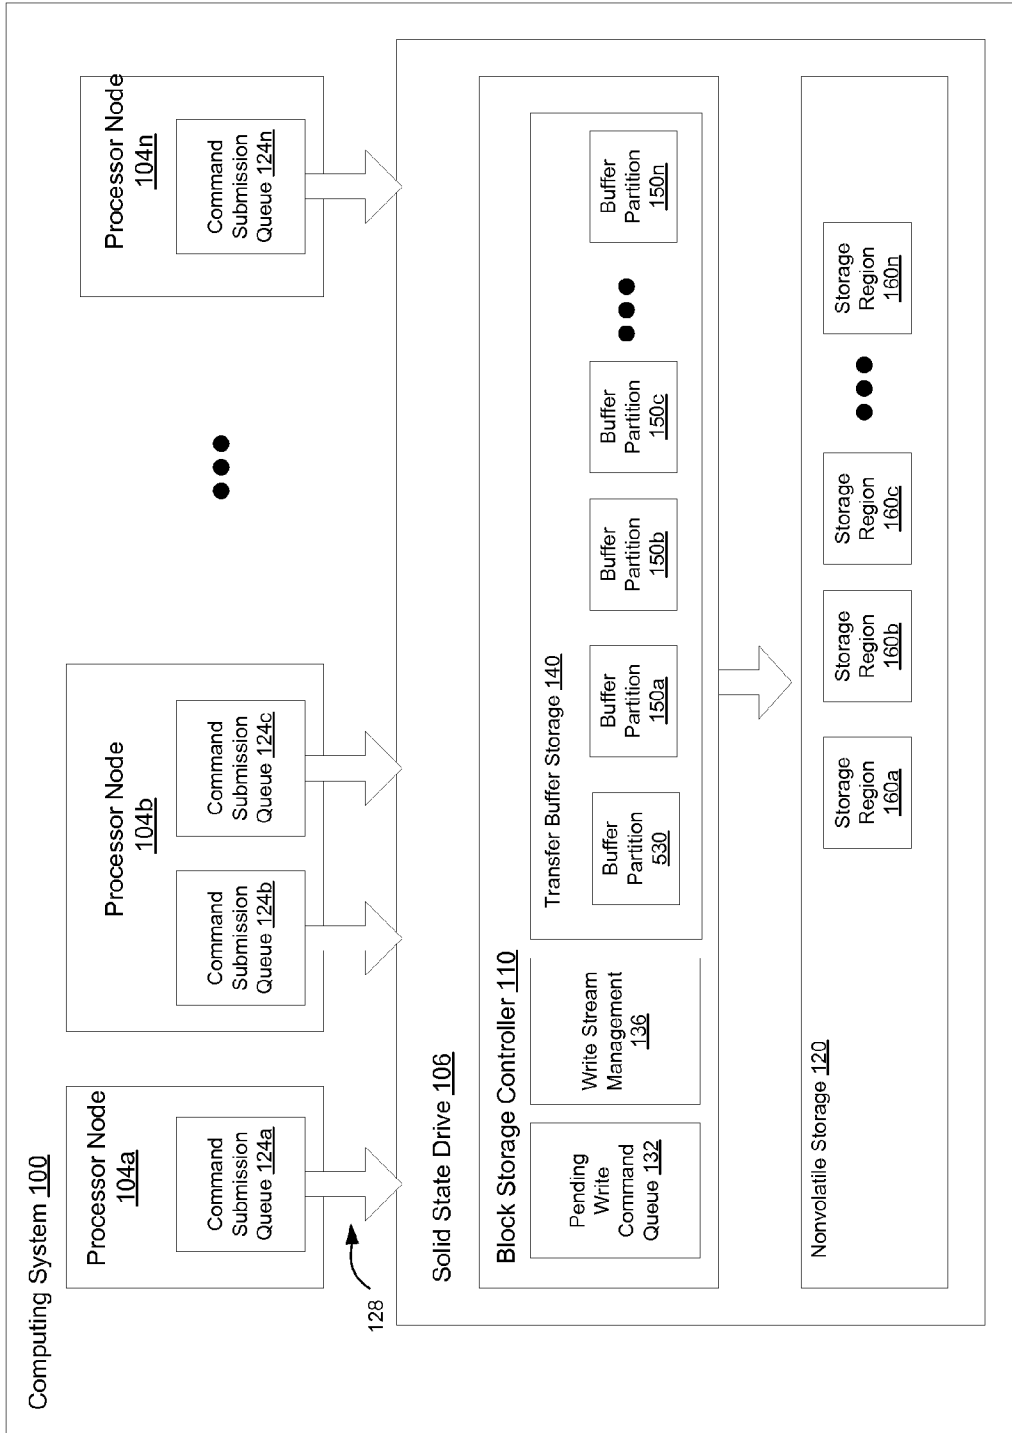 Computing System 100
Processor Node
104a
Command
Submission
Queue 124a
Processor Node
104b
Command
Submission
Queue 124b
Command
Submission
Queue 124c
Processor Node
104n
Command
Submission
Queue 124n
128
Solid State Drive 106
Block Storage Controller 110
Pending
Write
Command
Queue 132
Write Stream
Management
136
Transfer Buffer Storage 140
Buffer
Partition
530
Buffer
Partition
150a
Buffer
Partition
150b
Buffer
Partition
150c
Buffer
Partition
150n
Nonvolatile Storage 120
Storage
Region
160a
Storage
Region
160b
Storage
Region
160c
Storage
Region
160n